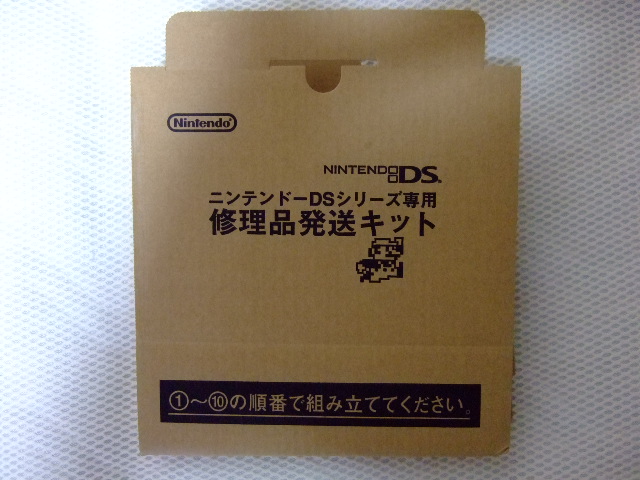 Nintendo
NINTENDO DS
ニンテンドーDSシリーズ専用
修理品発送キット
①～⑩の順番で組み立ててください。